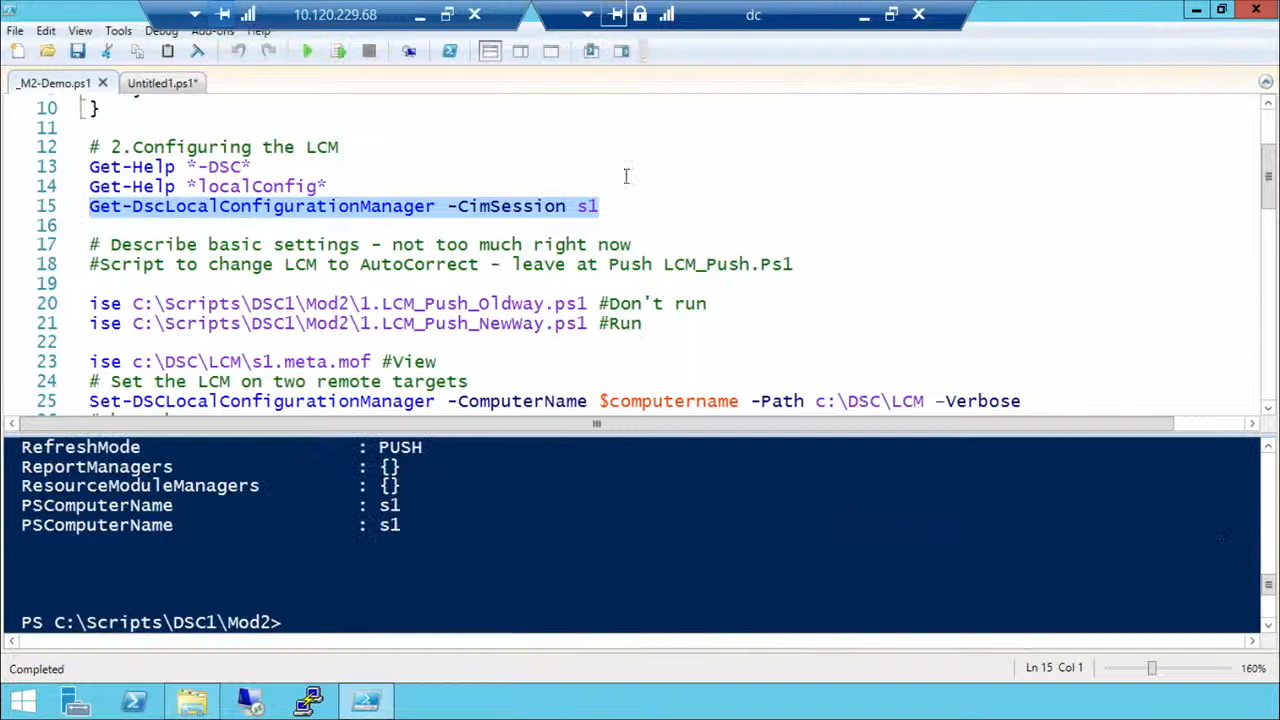 10.120.229.68
dc
File Edit View Tools Debug Add-ons Help
_M2-Demo.ps1 Untitled1.ps1*
10 }
11
12 # 2.Configuring the LCM
13 Get-Help *-DSC*
14 Get-Help *localConfig*
15 Get-DscLocalConfigurationManager -CimSession s1
16
17 # Describe basic settings - not too much right now
18 #Script to change LCM to AutoCorrect - leave at Push LCM_Push.Ps1
19
20 ise C:\Scripts\DSC1\Mod2\1.LCM_Push_Oldway.ps1 #Don't run
21 ise C:\Scripts\DSC1\Mod2\1.LCM_Push_NewWay.ps1 #Run
22
23 ise c:\DSC\LCM\s1.meta.mof #View
24 # Set the LCM on two remote targets
25 Set-DSCLocalConfigurationManager -ComputerName $computername -Path c:\DSC\LCM –Verbose
RefreshMode : PUSH
ReportManagers : {}
ResourceModuleManagers : {}
PSComputerName : s1
PSComputerName : s1
PS C:\Scripts\DSC1\Mod2>
Completed
Ln 15 Col 1
160%